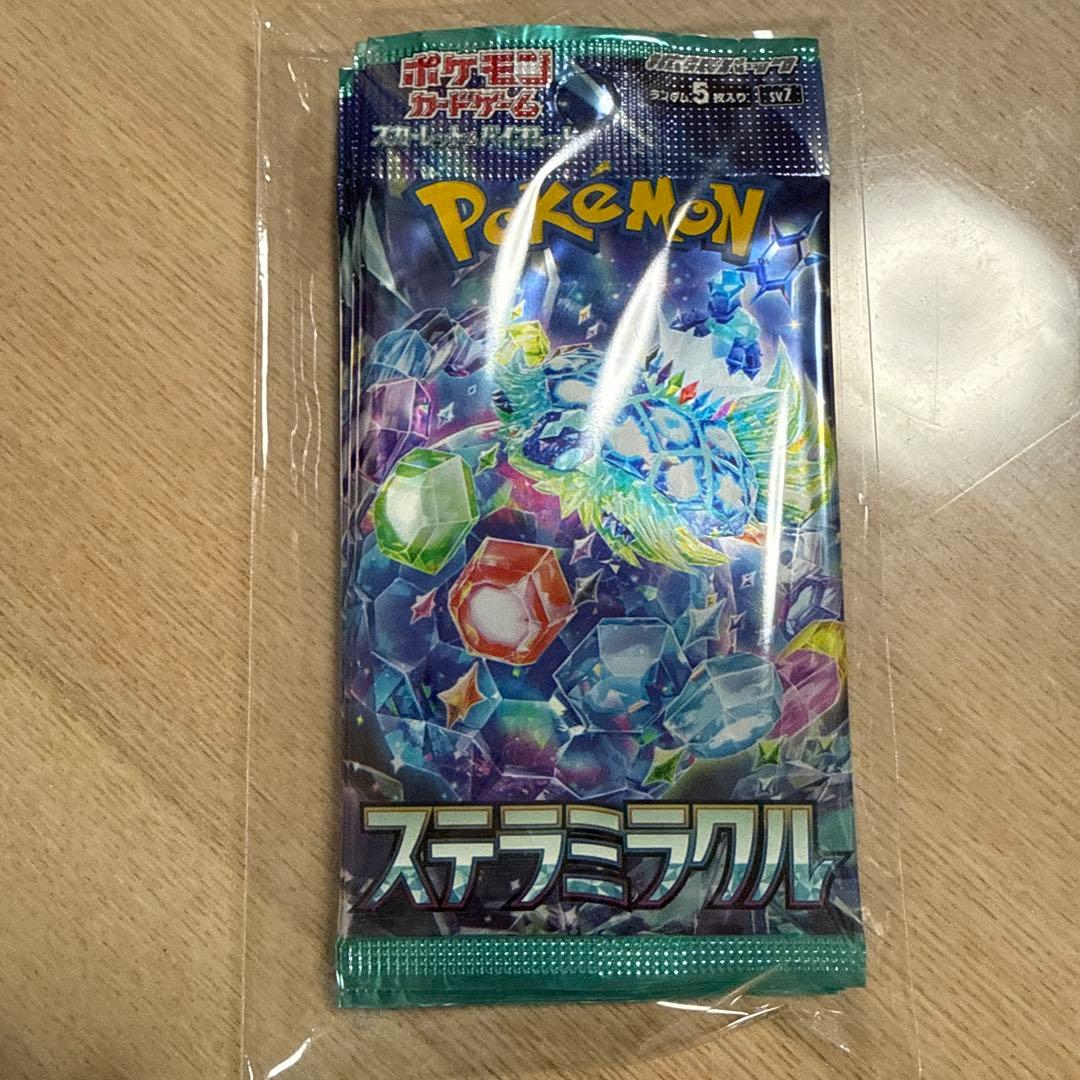 ポケモン
カードゲーム
スカーレット&バイオレット
拡張パック
ランダム5枚入り
SV7
POKéMON
ステラミラクル